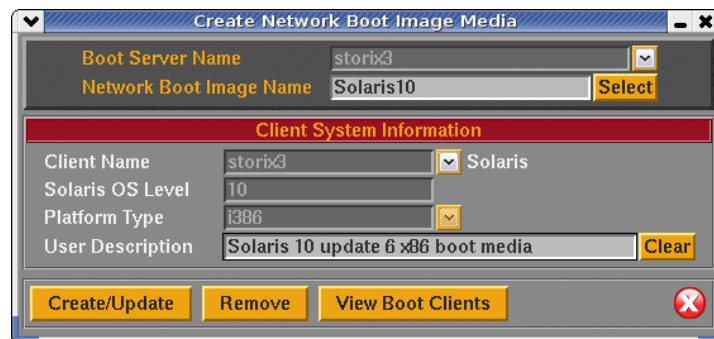 Create Network Boot Image Media
Boot Server Name storix3
Network Boot Image Name Solaris10 Select
Client System Information
Client Name storix3 Solaris
Solaris OS Level 10
Platform Type i386
User Description Solaris 10 update 6 x86 boot media Clear
Create/Update Remove View Boot Clients